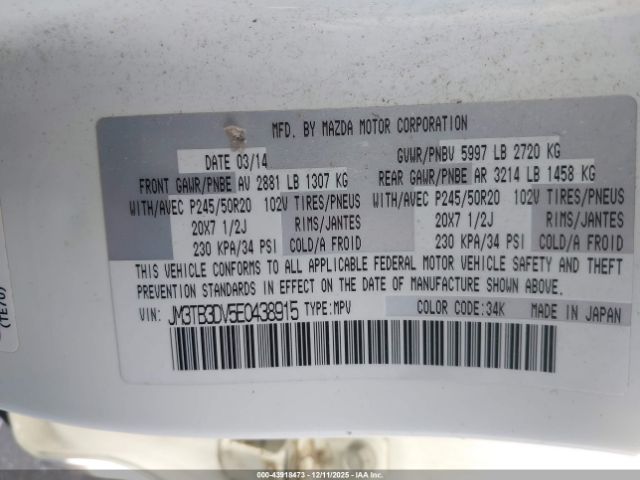 MFD. BY MAZDA MOTOR CORPORATION
DATE 03/14 GVWR/PNBV 5997 LB 2720 KG
FRONT GAWR/PNBE AV 2881 LB 1307 KG REAR GAWR/PNBE AR 3214 LB 1458 KG
WITH/AVEC P245/50R20 102V TIRES/PNEUS WITH/AVEC P245/50R20 102V TIRES/PNEUS
20X7 1/2J RIMS/JANTES 20X7 1/2J RIMS/JANTES
230 KPA/34 PSI COLD/A FROID 230 KPA/34 PSI COLD/A FROID
THIS VEHICLE CONFORMS TO ALL APPLICABLE FEDERAL MOTOR VEHICLE SAFETY AND THEFT
PREVENTION STANDARDS IN EFFECT ON THE DATE OF MANUFACTURE SHOWN ABOVE.
VIN: JM3TB3DV5E0438915 TYPE:MPV COLOR CODE:34K MADE IN JAPAN
(TE70)
© IAA - 43918473 - 12/11/2025 - © IAA, Inc.